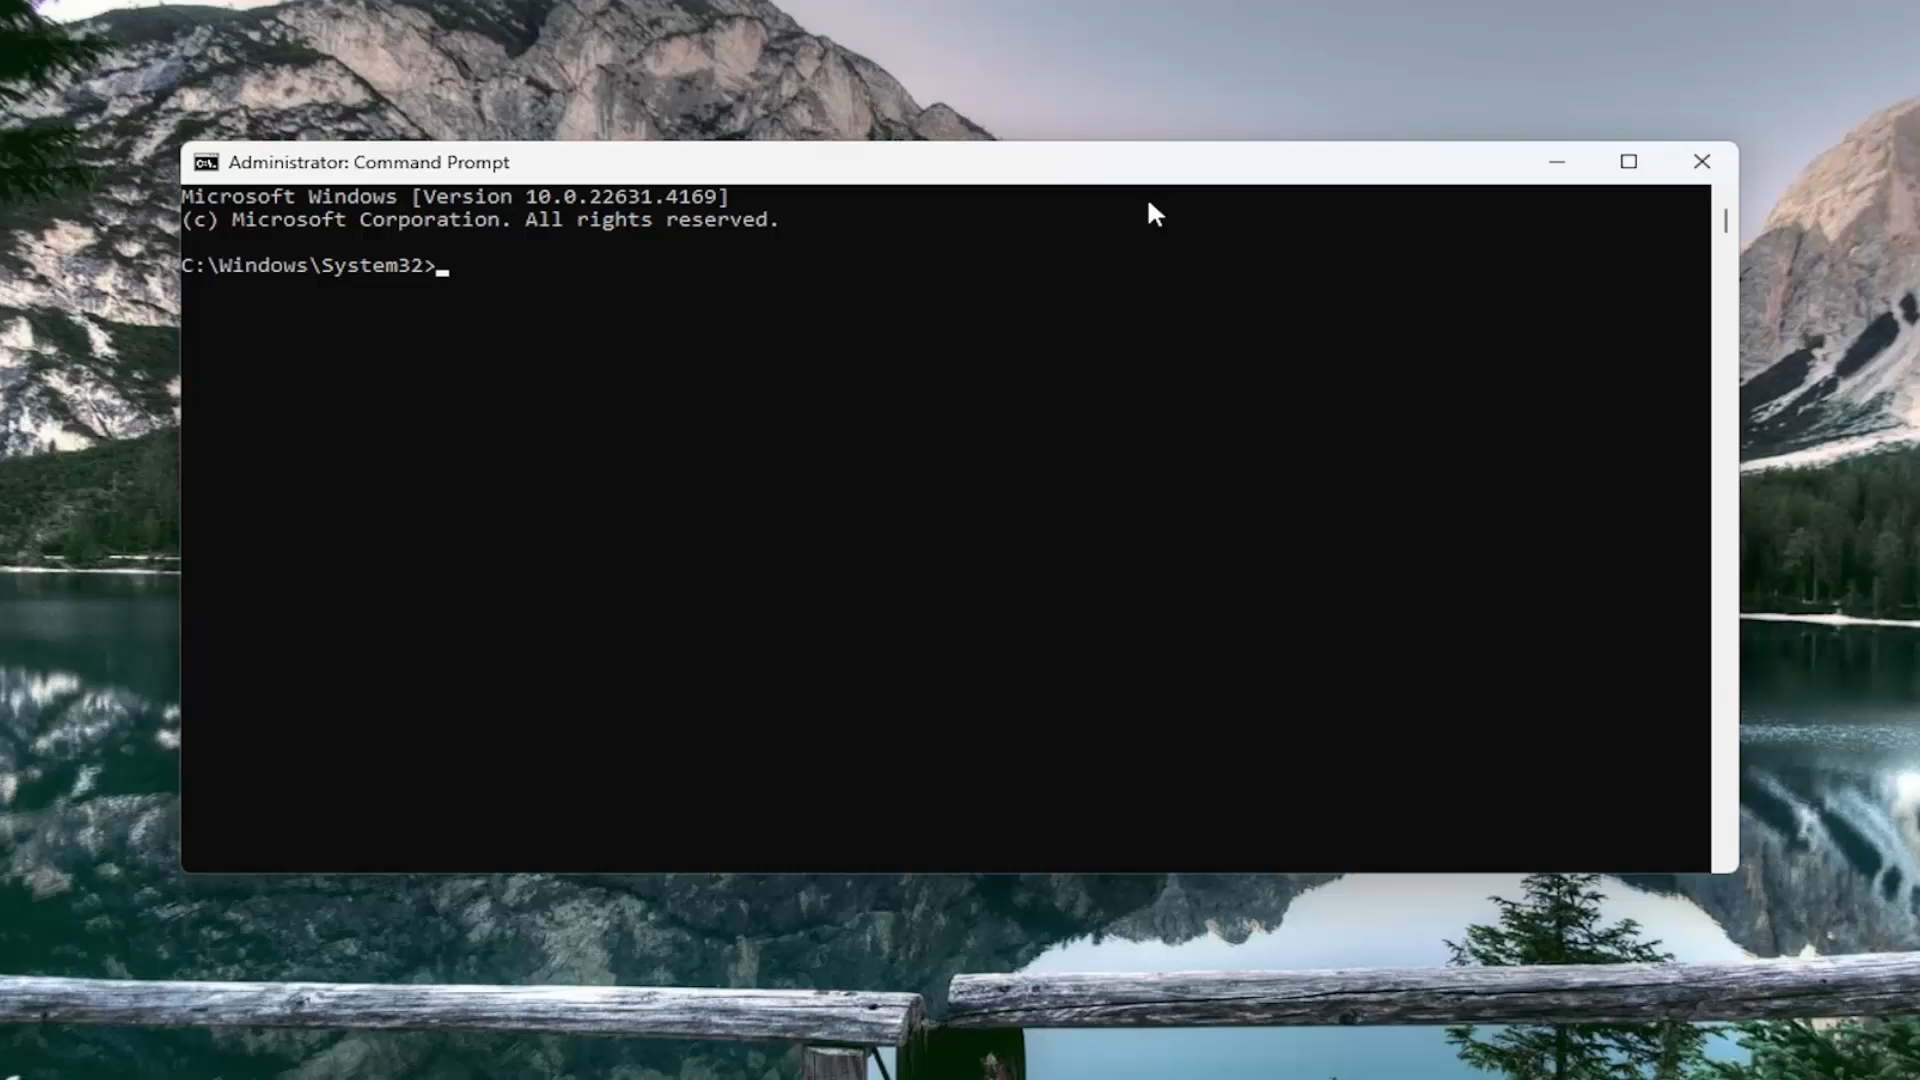 Administrator: Command Prompt
Microsoft Windows [Version 10.0.22631.4169]
(c) Microsoft Corporation. All rights reserved.
C:\Windows\System32>